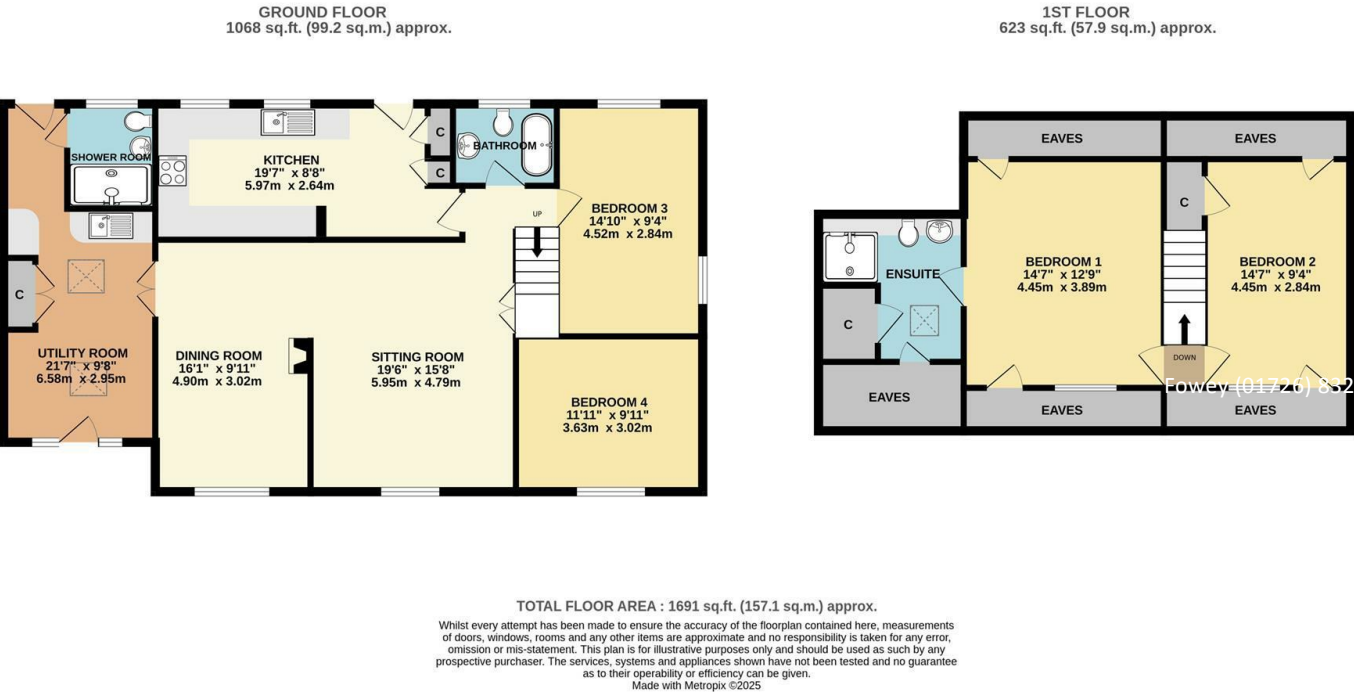 GROUND FLOOR
1068 sq.ft. (99.2 sq.m.) approx.
1ST FLOOR
623 sq.ft. (57.9 sq.m.) approx.
SHOWER ROOM
KITCHEN
19'7" x 8'8"
5.97m x 2.64m
C
C
BATHROOM
UP
BEDROOM 3
14'10" x 9'4"
4.52m x 2.84m
C
UTILITY ROOM
21'7" x 9'8"
6.58m x 2.95m
DINING ROOM
16'1" x 9'11"
4.90m x 3.02m
SITTING ROOM
19'6" x 15'8"
5.95m x 4.79m
BEDROOM 4
11'11" x 9'11"
3.63m x 3.02m
EAVES
EAVES
C
ENSUITE
C
EAVES
BEDROOM 1
14'7" x 12'9"
4.45m x 3.89m
BEDROOM 2
14'7" x 9'4"
4.45m x 2.84m
DOWN
Fowey (01726) 832
EAVES
EAVES
TOTAL FLOOR AREA : 1691 sq.ft. (157.1 sq.m.) approx.
Whilst every attempt has been made to ensure the accuracy of the floorplan contained here, measurements
of doors, windows, rooms and any other items are approximate and no responsibility is taken for any error,
omission or mis-statement. This plan is for illustrative purposes only and should be used as such by any
prospective purchaser. The services, systems and appliances shown have not been tested and no guarantee
as to their operability or efficiency can be given.
Made with Metropix ©2025